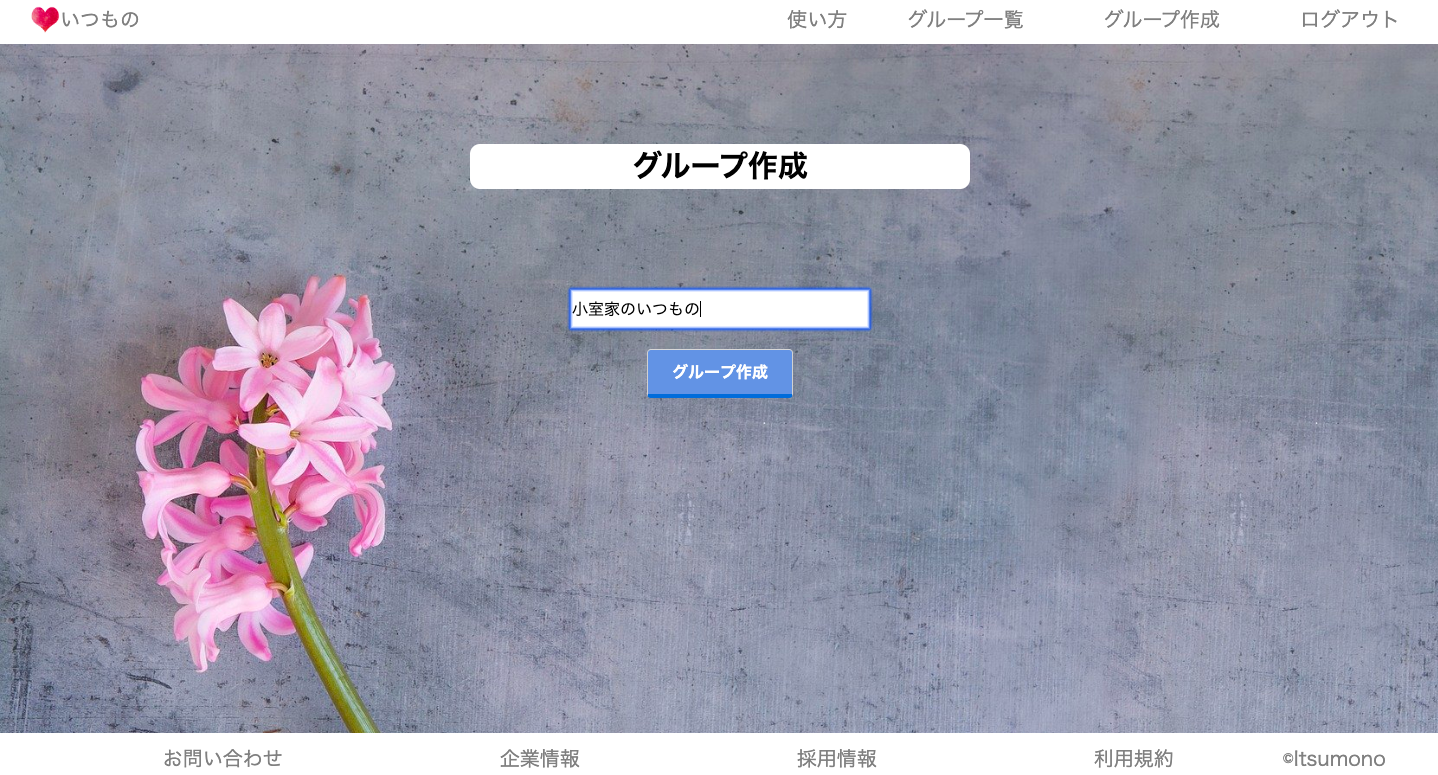 いつもの 使い方 グループ一覧 グループ作成 ログアウト
グループ作成
小室家のいつもの
グループ作成
お問い合わせ 企業情報 採用情報 利用規約 ©Itsumono